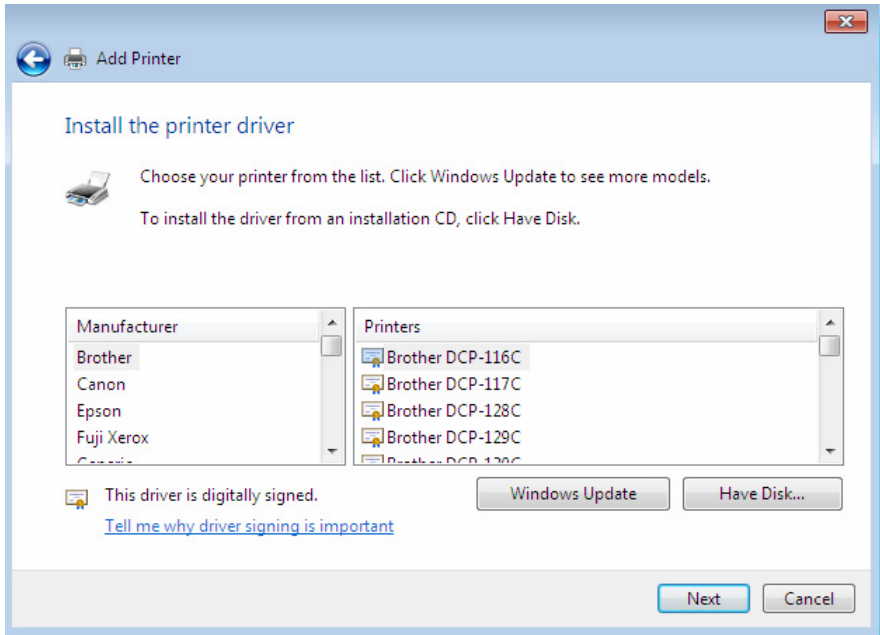 Add Printer
Install the printer driver
Choose your printer from the list. Click Windows Update to see more models.
To install the driver from an installation CD, click Have Disk.
Manufacturer
Brother
Canon
Epson
Fuji Xerox
Printers
Brother DCP-116C
Brother DCP-117C
Brother DCP-128C
Brother DCP-129C
This driver is digitally signed.
Tell me why driver signing is important
Windows Update
Have Disk...
Next
Cancel